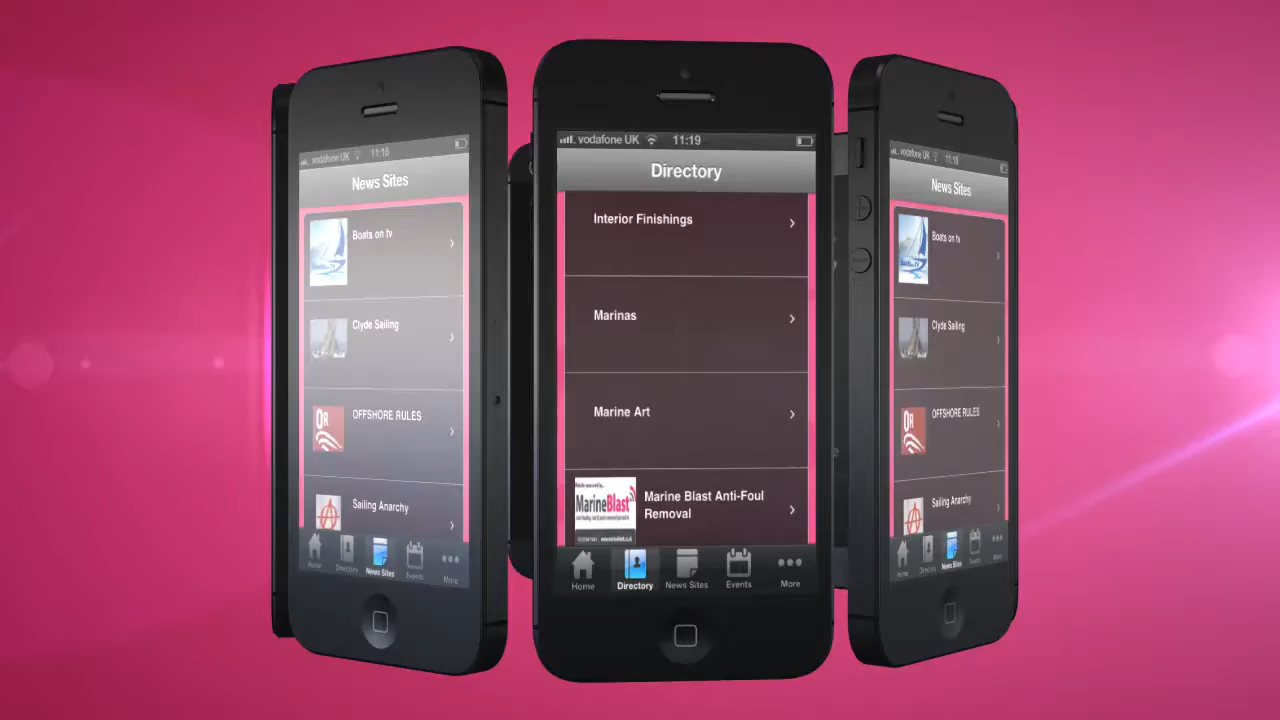 vodafone UK 11:16
News Sites
Boats on tv
Clyde Sailing
OFFSHORE RULES
Sailing Anarchy
Home Directory News Sites Events More
vodafone UK 11:19
Directory
Interior Finishings
Marinas
Marine Art
MarineBlast
Marine Blast Anti-Foul
Removal
Home Directory News Sites Events More
vodafone UK 11:16
News Sites
Boats on tv
Clyde Sailing
OFFSHORE RULES
Sailing Anarchy
Home Directory News Sites Events More